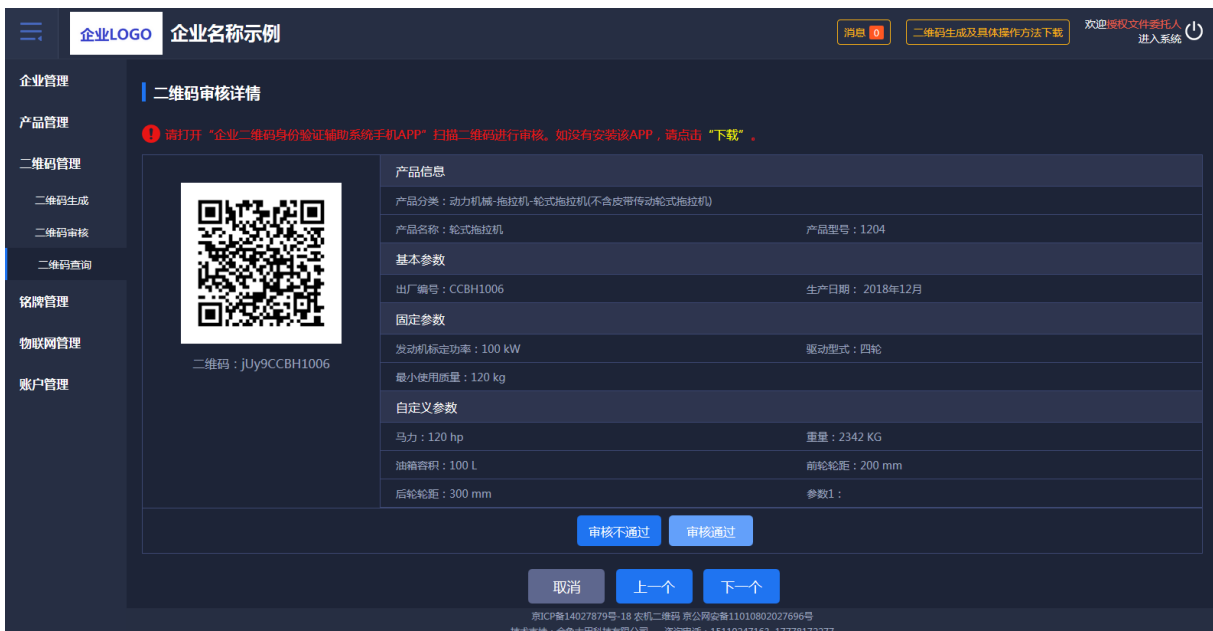 企业LOGO 企业名称示例 消息 0 二维码生成及具体操作方法下载 欢迎授权文件委托人
进入系统
企业管理
产品管理
二维码管理
二维码生成
二维码审核
二维码查询
铭牌管理
物联网管理
账户管理
二维码审核详情
请打开“企业二维码身份验证辅助系统手机APP”扫描二维码进行审核。如没有安装该APP，请点击“下载”。
二维码：jUy9CCBH1006
产品信息
产品分类：动力机械-拖拉机-轮式拖拉机(不含皮带传动轮式拖拉机)
产品名称：轮式拖拉机 产品型号：1204
基本参数
出厂编号：CCBH1006 生产日期： 2018年12月
固定参数
发动机标定功率：100 kW 驱动型式：四轮
最小使用质量：120 kg
自定义参数
马力：120 hp 重量：2342 KG
油箱容积：100 L 前轮轮距：200 mm
后轮轮距：300 mm 参数1：
审核不通过 审核通过
取消 上一个 下一个
京ICP备14027879号-18 农机二维码 京公网安备11010802027696号